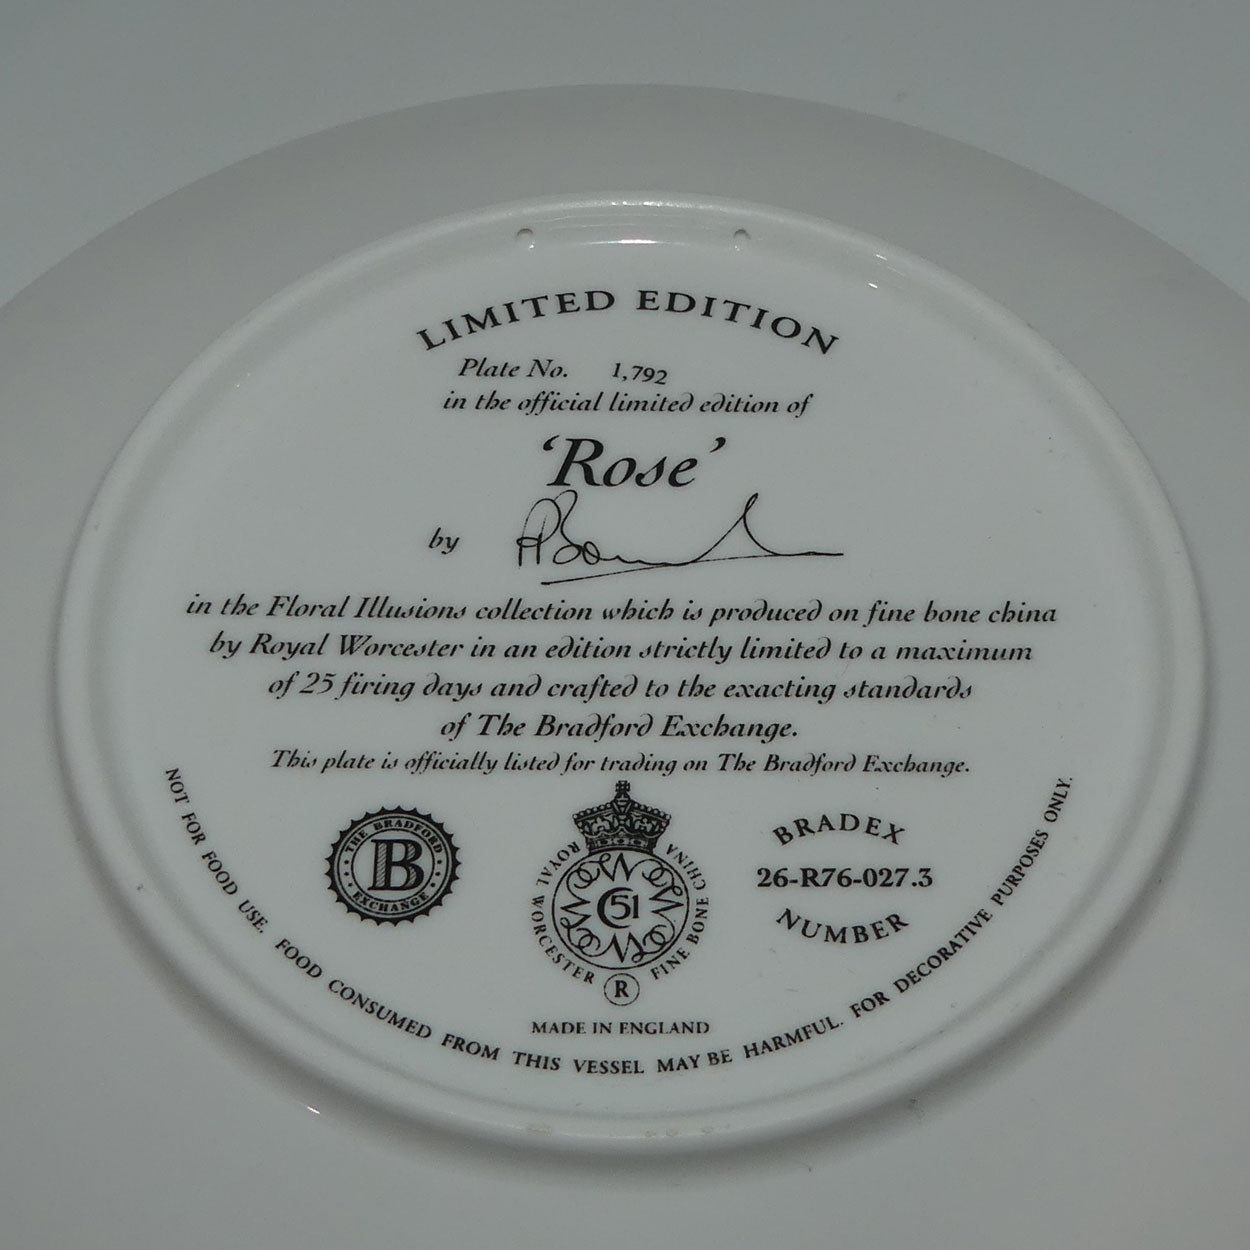 LIMITED EDITION
Plate No. 1,792
in the official limited edition of
'Rose'
by
in the Floral Illusions collection which is produced on fine bone china
by Royal Worcester in an edition strictly limited to a maximum
of 25 firing days and crafted to the exacting standards
of The Bradford Exchange.
This plate is officially listed for trading on The Bradford Exchange.
THE BRADFORD
B
EXCHANGE
ROYAL WORCESTER FINE BONE CHINA
C51
R
BRADEX
26-R76-027.3
NUMBER
MADE IN ENGLAND
NOT FOR FOOD USE. FOOD CONSUMED FROM THIS VESSEL MAY BE HARMFUL. FOR DECORATIVE PURPOSES ONLY.